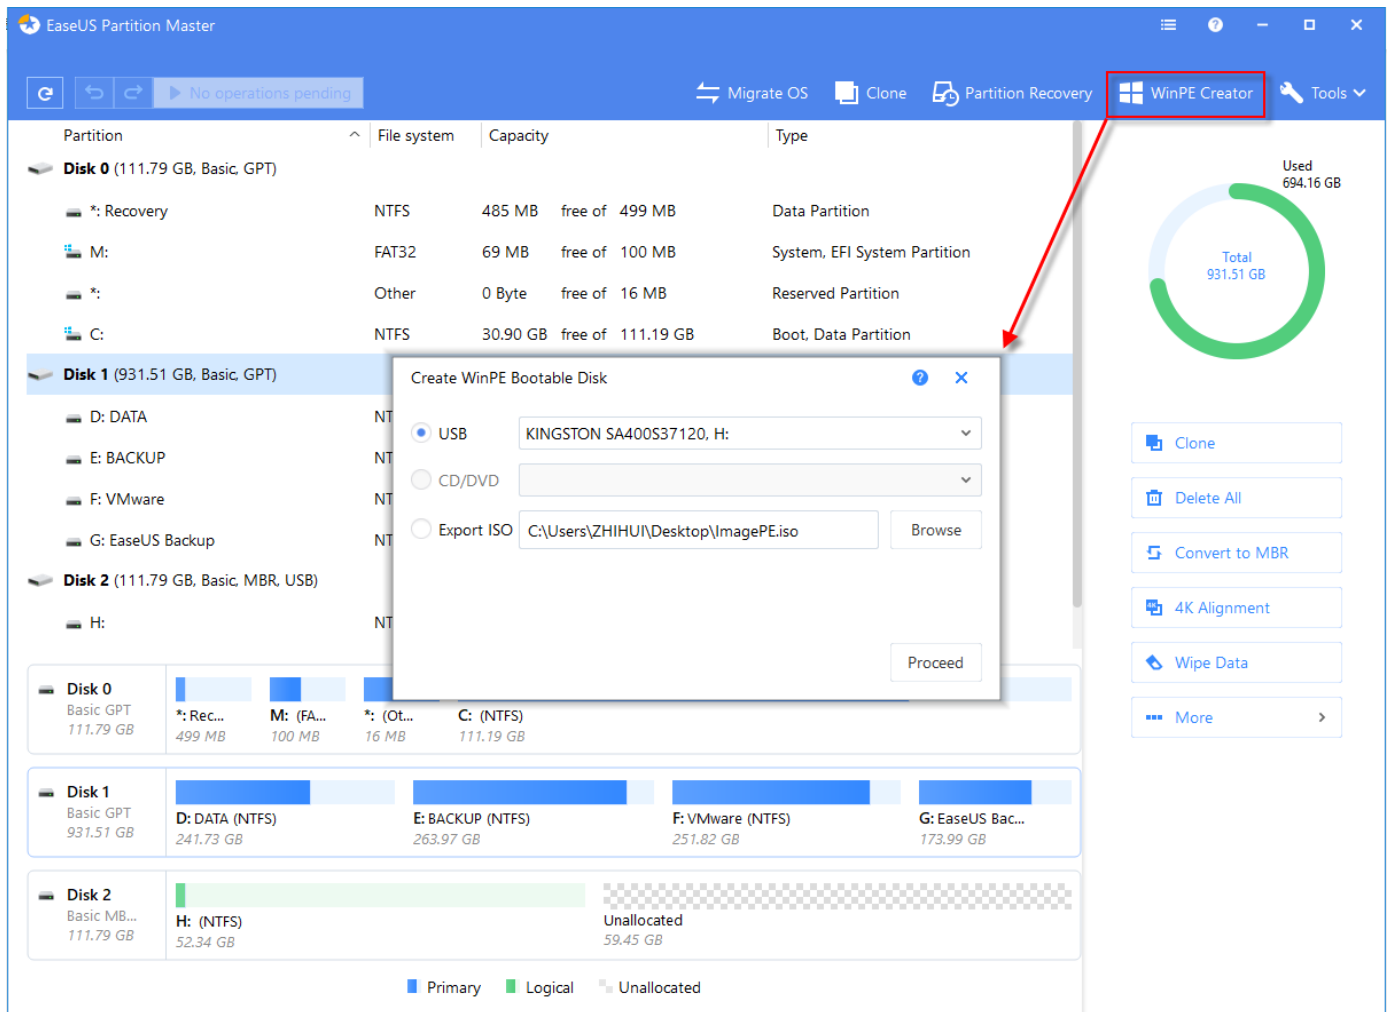 EaseUS Partition Master
No operations pending
Migrate OS
Clone
Partition Recovery
WinPE Creator
Tools
Partition
File system
Capacity
Type
Disk 0 (111.79 GB, Basic, GPT)
*: Recovery NTFS 485 MB free of 499 MB Data Partition
M: FAT32 69 MB free of 100 MB System, EFI System Partition
*: Other 0 Byte free of 16 MB Reserved Partition
C: NTFS 30.90 GB free of 111.19 GB Boot, Data Partition
Disk 1 (931.51 GB, Basic, GPT)
D: DATA NT
E: BACKUP NT
F: VMware NT
G: EaseUS Backup NT
Disk 2 (111.79 GB, Basic, MBR, USB)
H: NT
Create WinPE Bootable Disk
USB KINGSTON SA400S37120, H:
CD/DVD
Export ISO C:\Users\ZHIHUI\Desktop\ImagePE.iso Browse
Proceed
Used
694.16 GB
Total
931.51 GB
Clone
Delete All
Convert to MBR
4K Alignment
Wipe Data
More
Disk 0
Basic GPT
111.79 GB
*: Rec...
499 MB
M: (FA...
100 MB
*: (Ot...
16 MB
C: (NTFS)
111.19 GB
Disk 1
Basic GPT
931.51 GB
D: DATA (NTFS)
241.73 GB
E: BACKUP (NTFS)
263.97 GB
F: VMware (NTFS)
251.82 GB
G: EaseUS Bac...
173.99 GB
Disk 2
Basic MB...
111.79 GB
H: (NTFS)
52.34 GB
Unallocated
59.45 GB
Primary Logical Unallocated